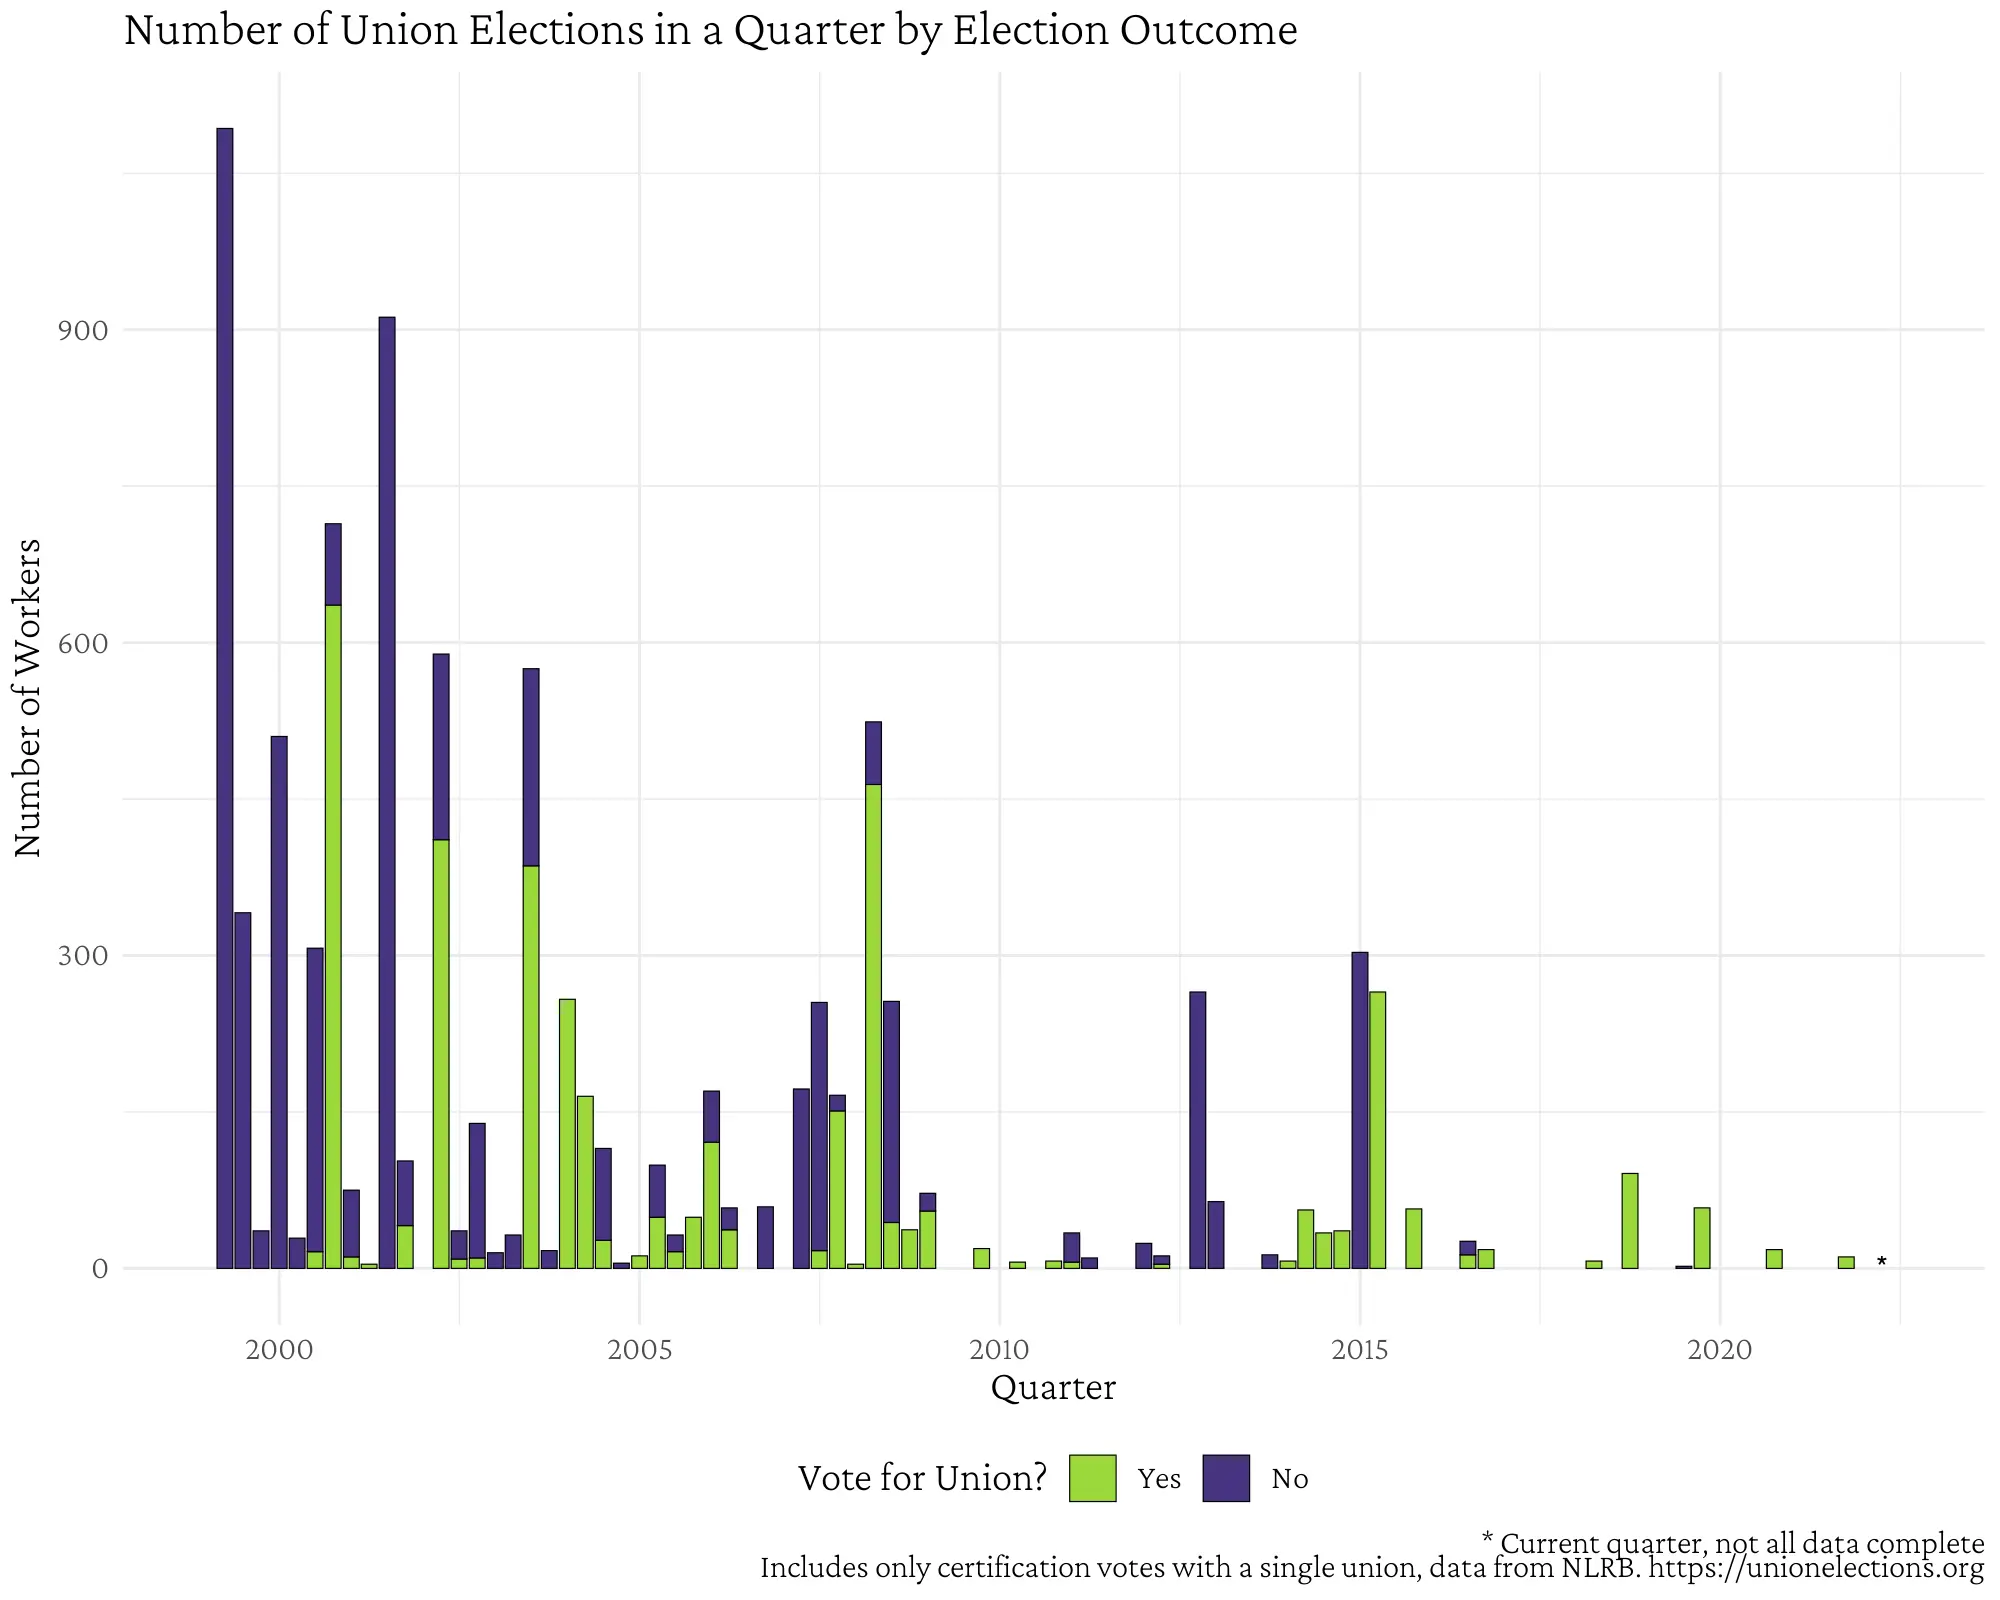 Number of Union Elections in a Quarter by Election Outcome
Number of Workers
900
600
300
0
*
2000 2005 2010 2015 2020
Quarter
Vote for Union? Yes No
* Current quarter, not all data complete
Includes only certification votes with a single union, data from NLRB. https://unionelections.org